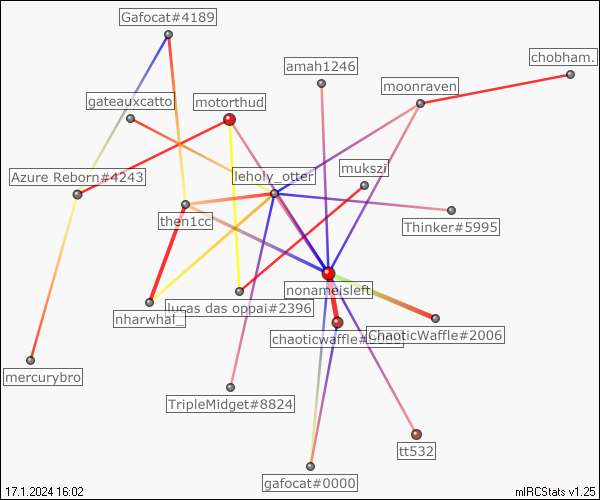 Gafocat#4189
chobham.
amah1246
moonraven
gateauxcatto
motorthud
mukszi
Azure Reborn#4243
leholy_otter
then1cc
Thinker#5995
nonameisleft
lucas das oppai#2396
nharwhal_
chaoticwaffle#
ChaoticWaffle#2006
mercurybro
TripleMidget#8824
tt532
gafocat#0000
17.1.2024 16:02
mIRCStats v1.25